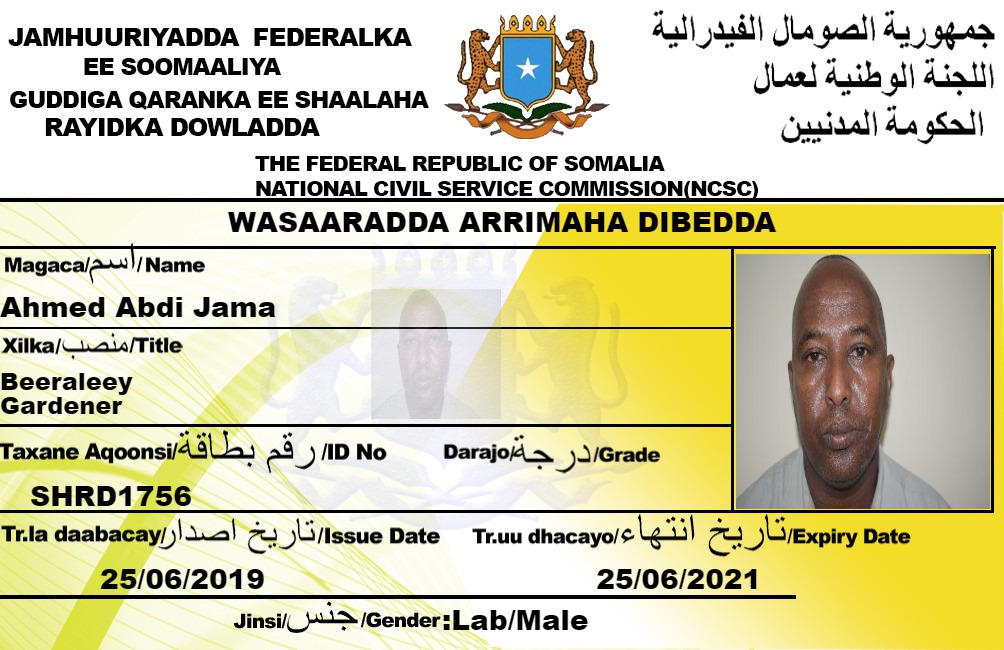 JAMHUURIYADDA FEDERALKA
EE SOOMAALIYA
GUDDIGA QARANKA EE SHAALAHA
RAYIDKA DOWLADDA
جمهورية الصومال الفيدرالية
اللجنة الوطنية لعمال
الحكومة المدنيين
THE FEDERAL REPUBLIC OF SOMALIA
NATIONAL CIVIL SERVICE COMMISSION(NCSC)
WASAARADDA ARRIMAHA DIBEDDA
Magaca/اسم/Name
Ahmed Abdi Jama
Xilka/منصب/Title
Beeraleey
Gardener
Taxane Aqoonsi/رقم بطاقة/ID No Darajo/درجة/Grade
SHRD1756
Tr.la daabacay/تاريخ اصدار/Issue Date Tr.uu dhacayo/تاريخ انتهاء/Expiry Date
25/06/2019 25/06/2021
Jinsi/جنس/Gender:Lab/Male